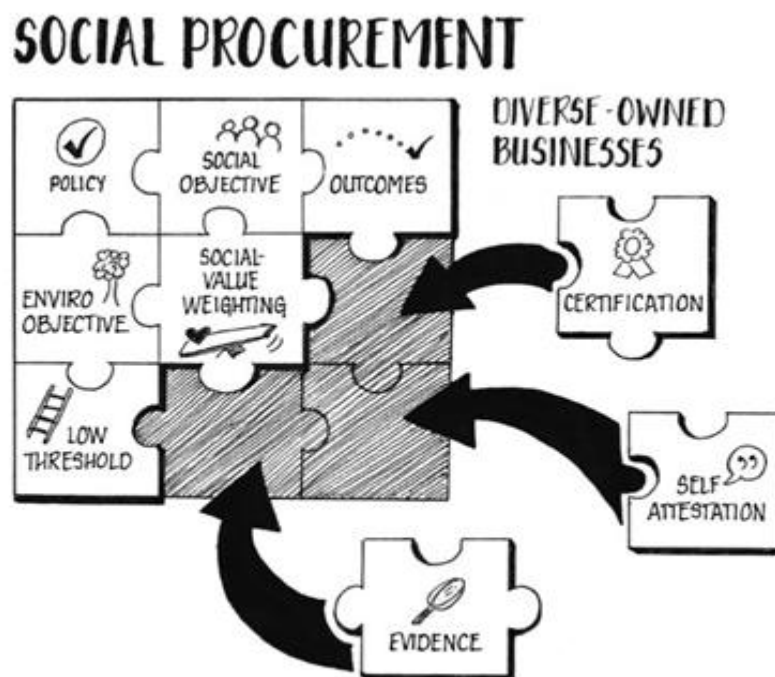 SOCIAL PROCUREMENT
DIVERSE-OWNED
BUSINESSES
POLICY
SOCIAL
OBJECTIVE
OUTCOMES
ENVIRO
OBJECTIVE
SOCIAL-
VALUE
WEIGHTING
CERTIFICATION
LOW
THRESHOLD
SELF
ATTESTATION
EVIDENCE